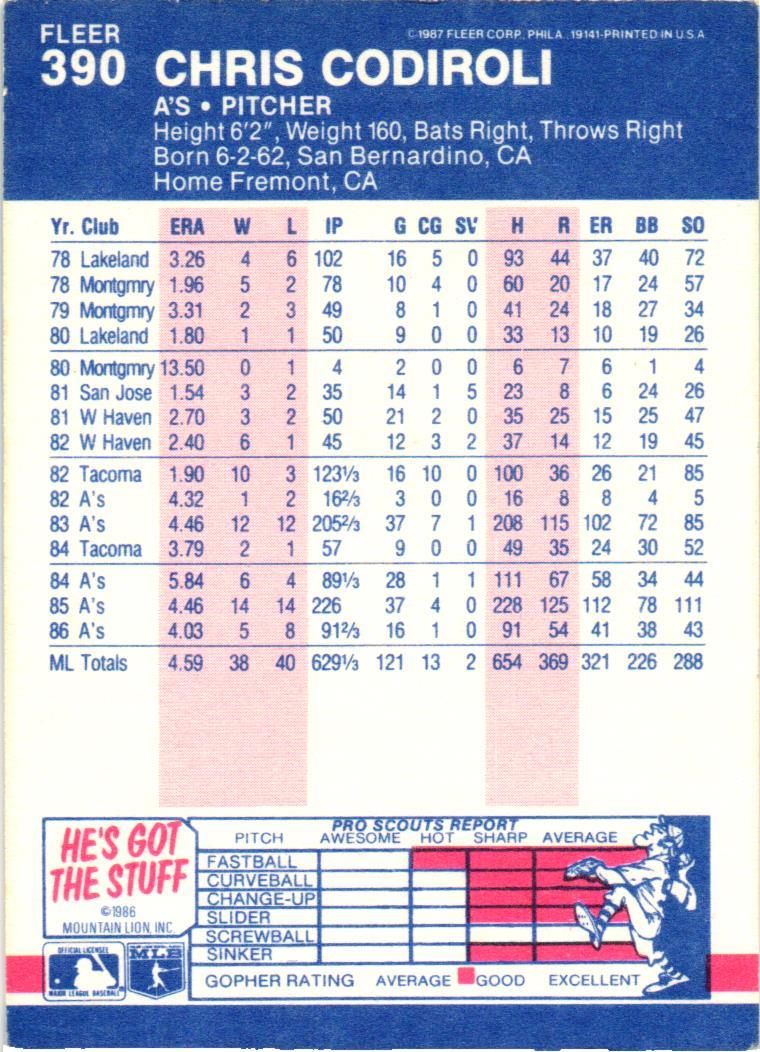 FLEER
©1987 FLEER CORP. PHILA. 19141-PRINTED IN U.S.A
390 CHRIS CODIROLI
A'S • PITCHER
Height 6'2", Weight 160, Bats Right, Throws Right
Born 6-2-62, San Bernardino, CA
Home Fremont, CA
Yr. Club ERA W L IP G CG SV H R ER BB SO
78 Lakeland 3.26 4 6 102 16 5 0 93 44 37 40 72
78 Montgmry 1.96 5 2 78 10 4 0 60 20 17 24 57
79 Montgmry 3.31 2 3 49 8 1 0 41 24 18 27 34
80 Lakeland 1.80 1 1 50 9 0 0 33 13 10 19 26
80 Montgmry 13.50 0 1 4 2 0 0 6 7 6 1 4
81 San Jose 1.54 3 2 35 14 1 5 23 8 6 24 26
81 W Haven 2.70 3 2 50 21 2 0 35 25 15 25 47
82 W Haven 2.40 6 1 45 12 3 2 37 14 12 19 45
82 Tacoma 1.90 10 3 123⅓ 16 10 0 100 36 26 21 85
82 A's 4.32 1 2 16⅔ 3 0 0 16 8 8 4 5
83 A's 4.46 12 12 205⅔ 37 7 1 208 115 102 72 85
84 Tacoma 3.79 2 1 57 9 0 0 49 35 24 30 52
84 A's 5.84 6 4 89⅓ 28 1 1 111 67 58 34 44
85 A's 4.46 14 14 226 37 4 0 228 125 112 78 111
86 A's 4.03 5 8 91⅔ 16 1 0 91 54 41 38 43
ML Totals 4.59 38 40 629⅓ 121 13 2 654 369 321 226 288
HE'S GOT
THE STUFF
©1986
MOUNTAIN LION, INC.
OFFICIAL LICENSEE
MAJOR LEAGUE BASEBALL
MLB
PRO SCOUTS REPORT
PITCH AWESOME HOT SHARP AVERAGE
FASTBALL
CURVEBALL
CHANGE-UP
SLIDER
SCREWBALL
SINKER
GOPHER RATING AVERAGE GOOD EXCELLENT